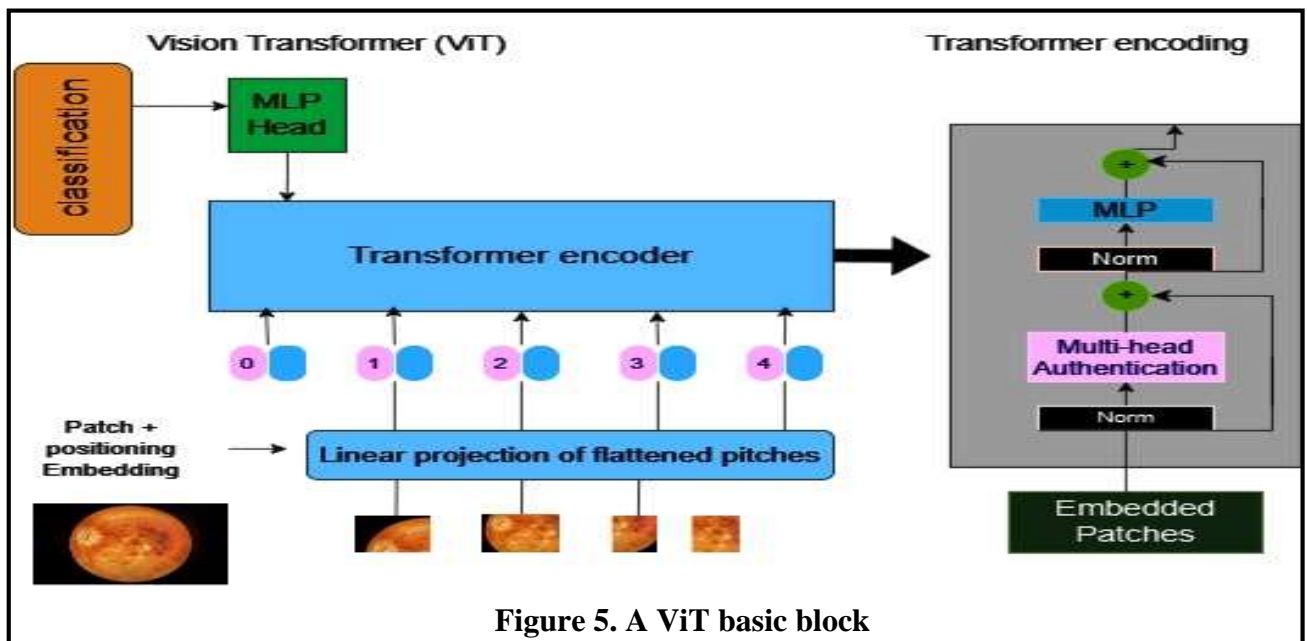 Vision Transformer (ViT)
Transformer encoding
classification
MLP
Head
Transformer encoder
0
1
2
3
4
Patch +
positioning
Embedding
Linear projection of flattened pitches
+
MLP
Norm
+
Multi-head
Authentication
Norm
Embedded
Patches
Figure 5. A ViT basic block